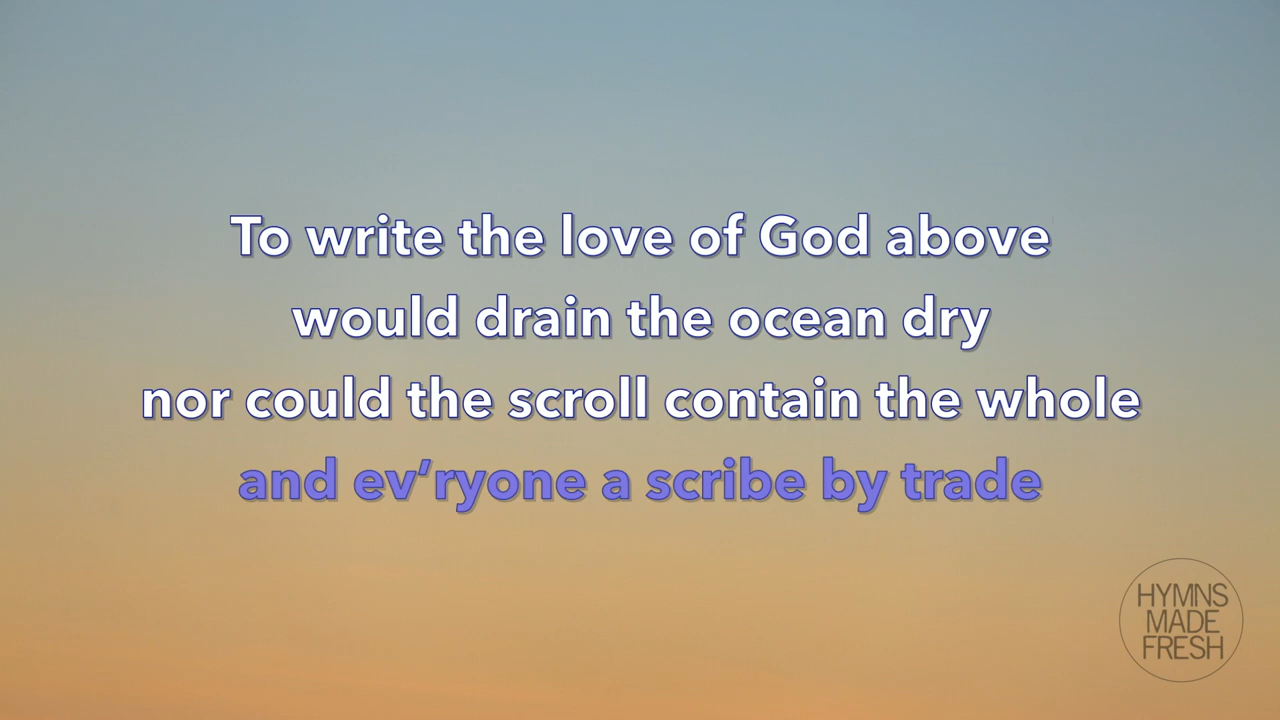 To write the love of God above
would drain the ocean dry
nor could the scroll contain the whole
and ev’ryone a scribe by trade
HYMNS
MADE
FRESH